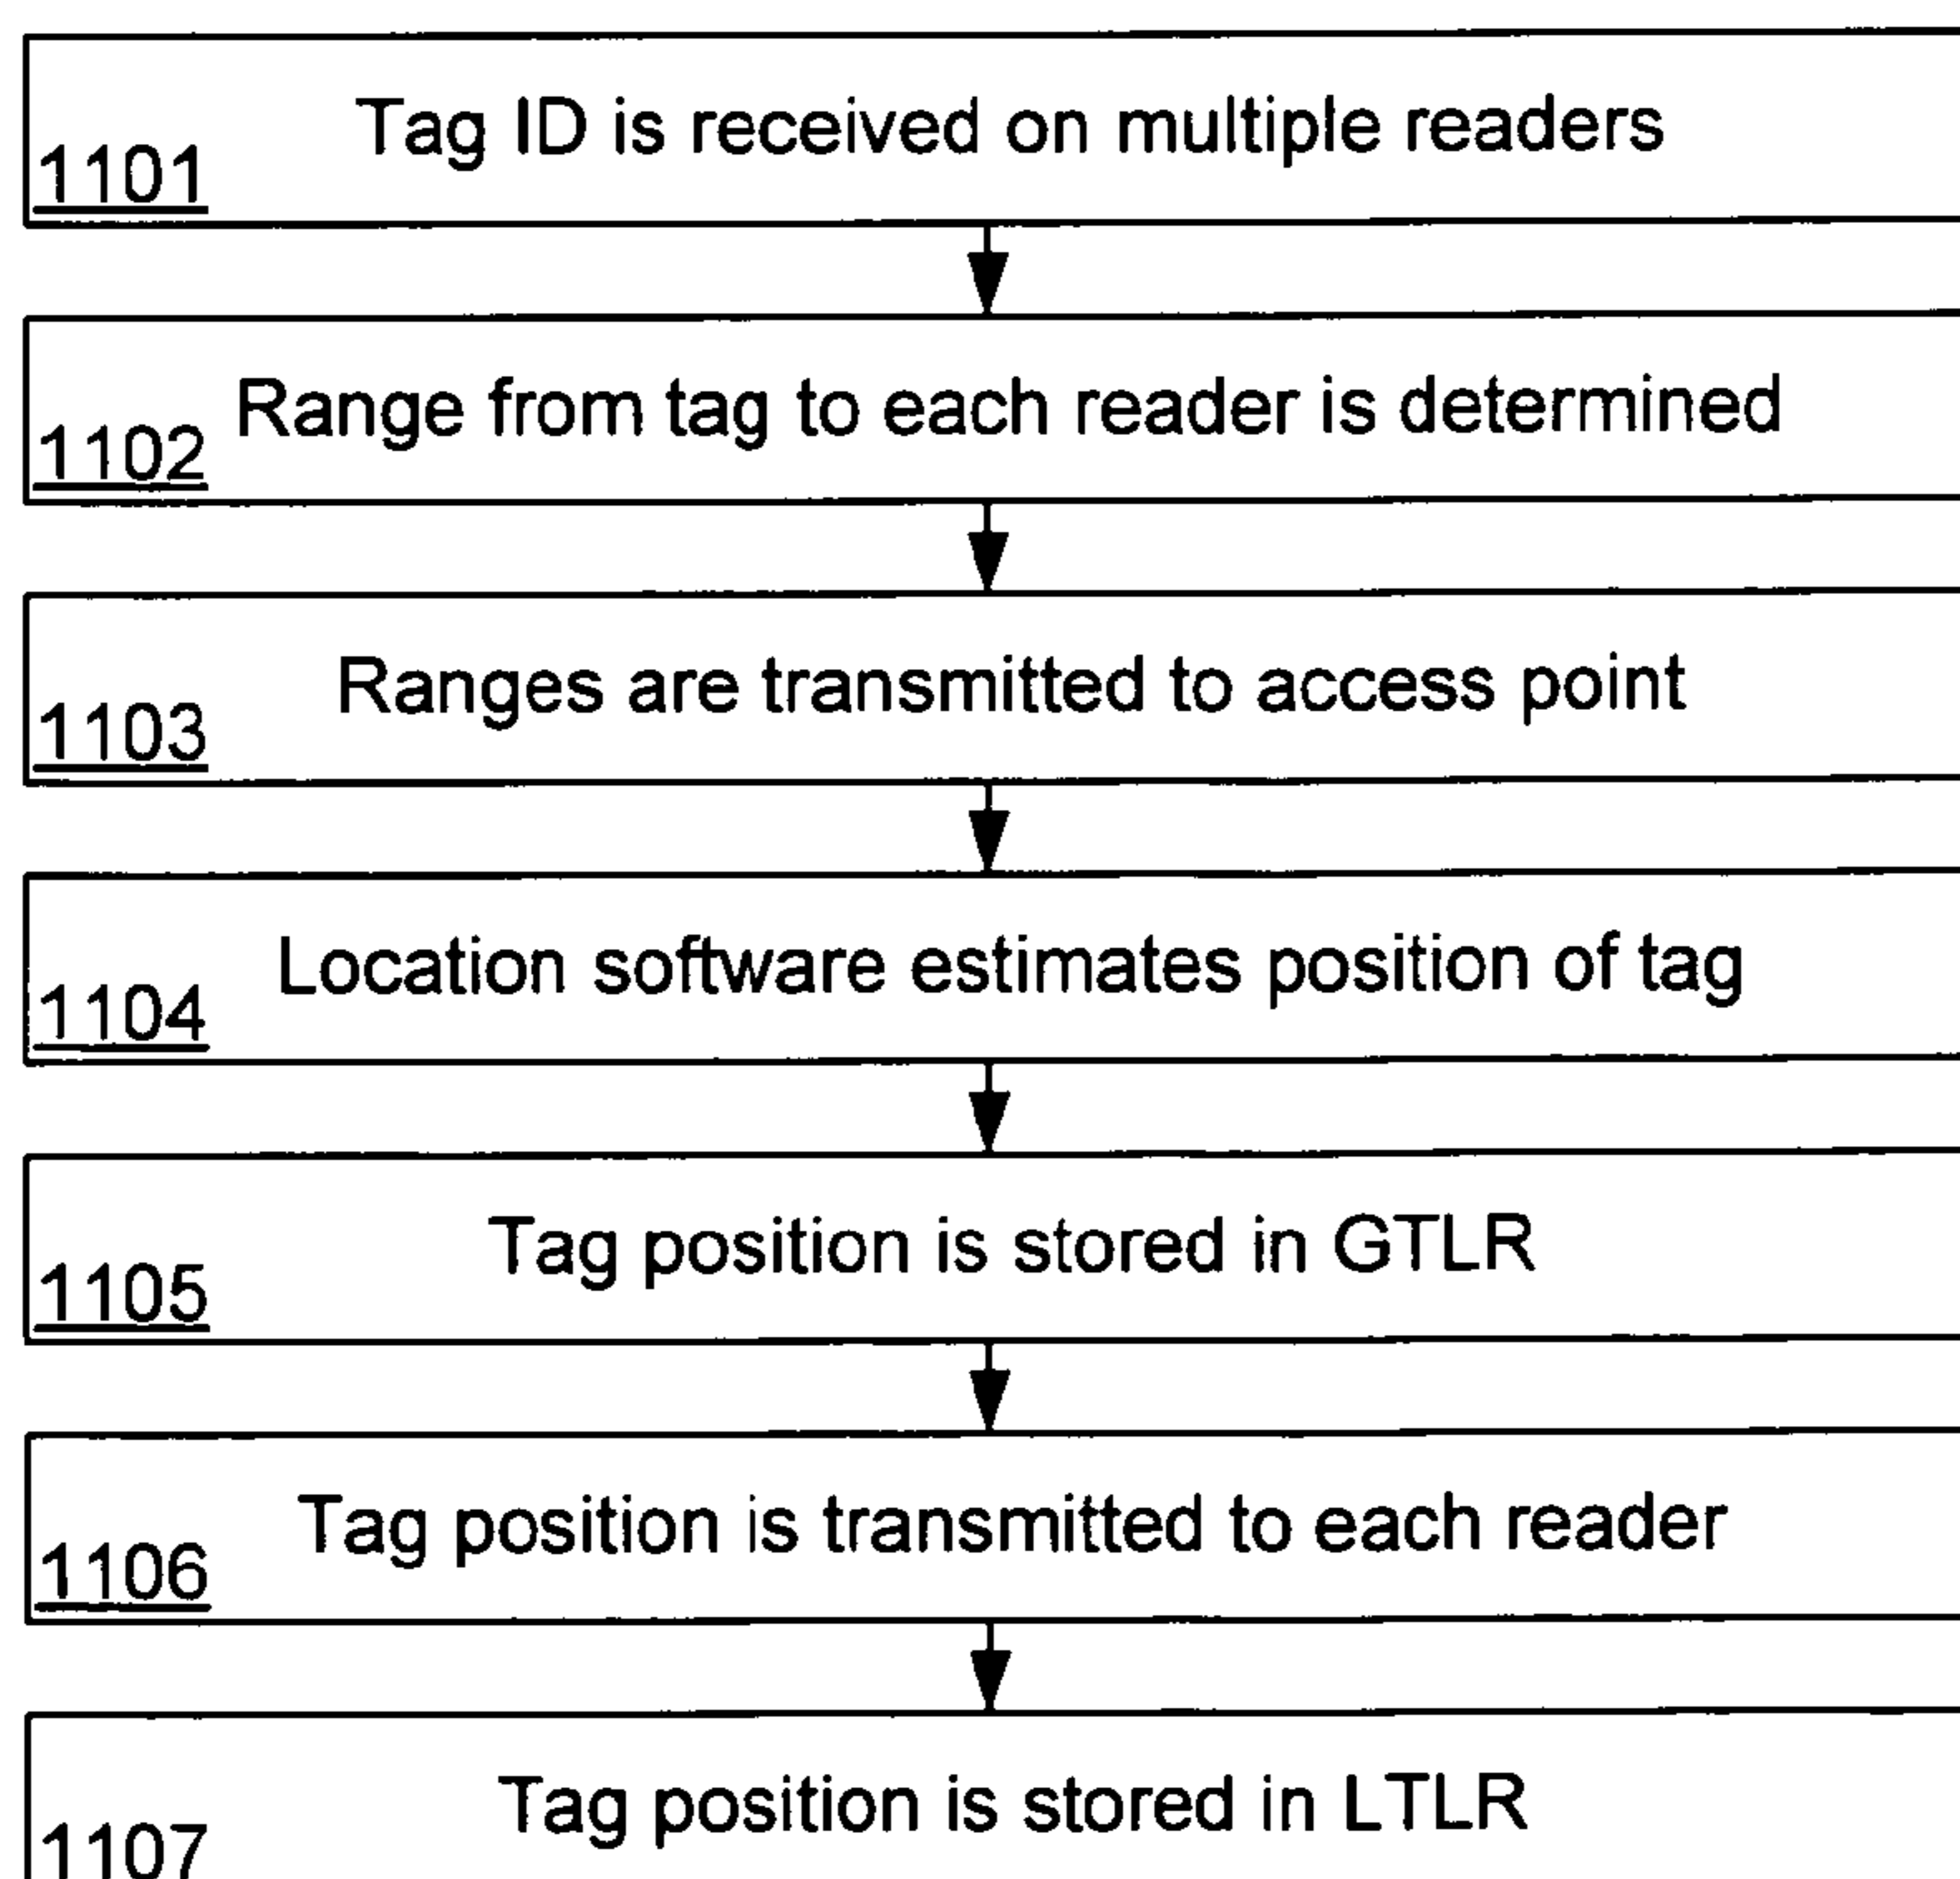 Tag ID is received on multiple readers
1101
Range from tag to each reader is determined
1102
Ranges are transmitted to access point
1103
Location software estimates position of tag
1104
Tag position is stored in GTLR
1105
Tag position is transmitted to each reader
1106
Tag position is stored in LTLR
1107